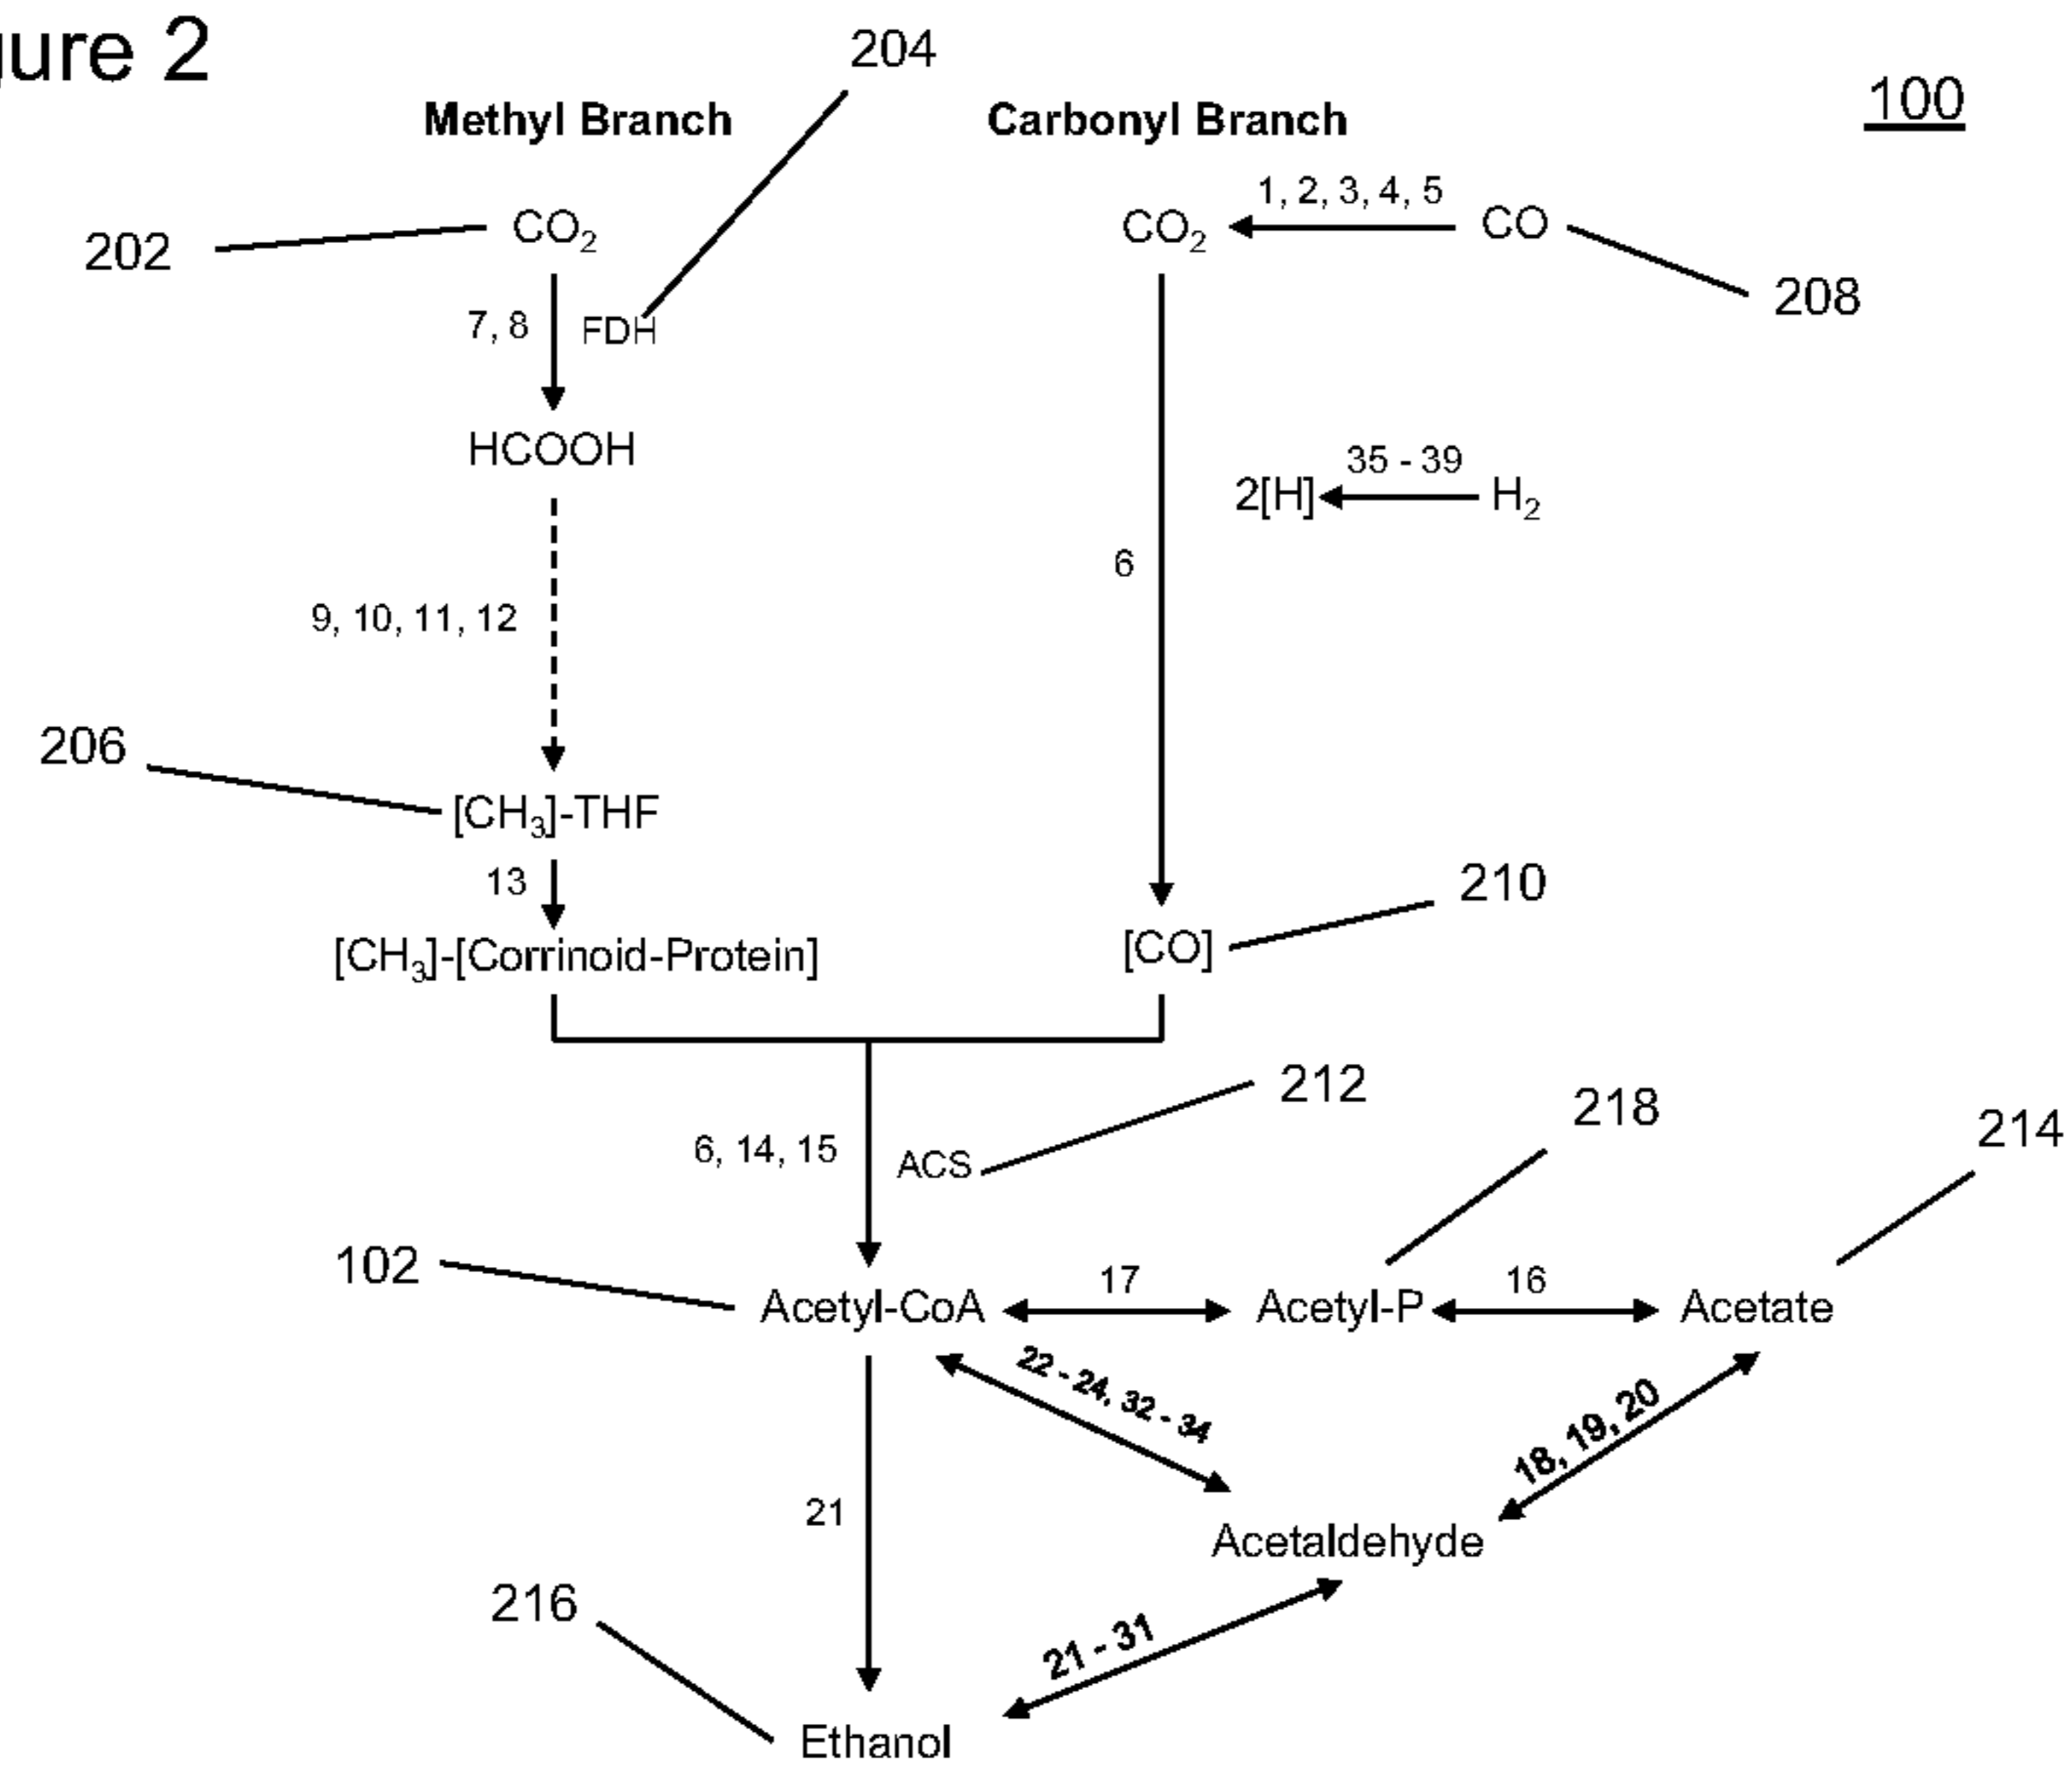 ure 2
204
100
Methyl Branch
Carbonyl Branch
202
CO2
CO2
1, 2, 3, 4, 5
CO
208
7, 8
FDH
HCOOH
35 - 39
2[H]
H2
6
9, 10, 11, 12
206
[CH3]-THF
13
210
[CH3]-[Corrinoid-Protein]
[CO]
212
218
214
6, 14, 15
ACS
102
Acetyl-CoA
17
Acetyl-P
16
Acetate
22 - 24, 32 - 34
18, 19, 20
21
Acetaldehyde
216
21 - 31
Ethanol